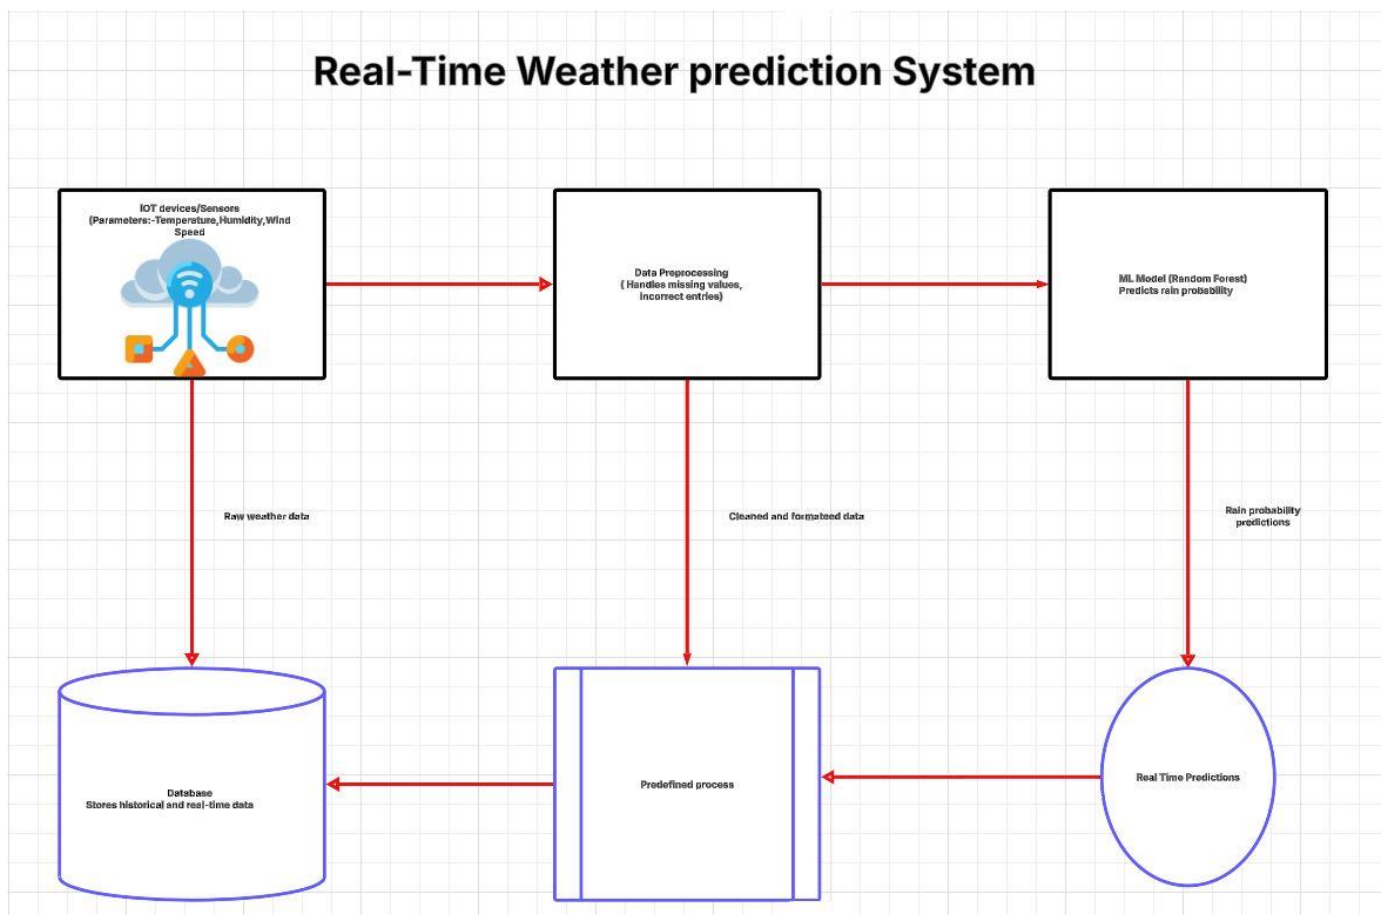 Real-Time Weather prediction System
IOT devices/Sensors
(Parameters:-Temperature,Humidity,Wind
Speed
Data Preprocessing
( Handles missing values,
incorrect entries)
ML Model (Random Forest)
Predicts rain probability
Raw weather data
Cleaned and formateed data
Rain probability
predictions
Database
Stores historical and real-time data
Predefined process
Real Time Predictions